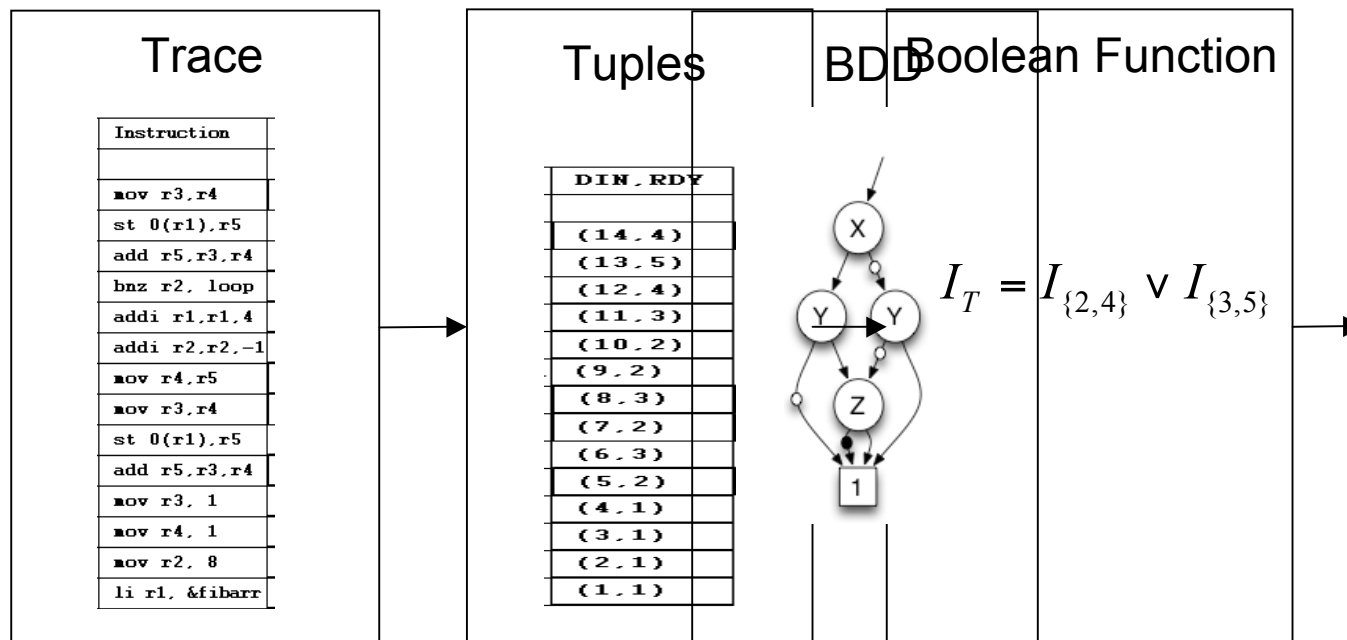 Trace
Instruction
mov r3,r4
st 0(r1),r5
add r5,r3,r4
bnz r2, loop
addi r1,r1,4
addi r2,r2,-1
mov r4,r5
mov r3,r4
st 0(r1),r5
add r5,r3,r4
mov r3, 1
mov r4, 1
mov r2, 8
li r1, &fibarr
Tuples
DIN,RDY
(14,4)
(13,5)
(12,4)
(11,3)
(10,2)
(9,2)
(8,3)
(7,2)
(6,3)
(5,2)
(4,1)
(3,1)
(2,1)
(1,1)
BDD
X
Y Y
Z
1
Boolean Function
I_T = I_{2,4} ∨ I_{3,5}